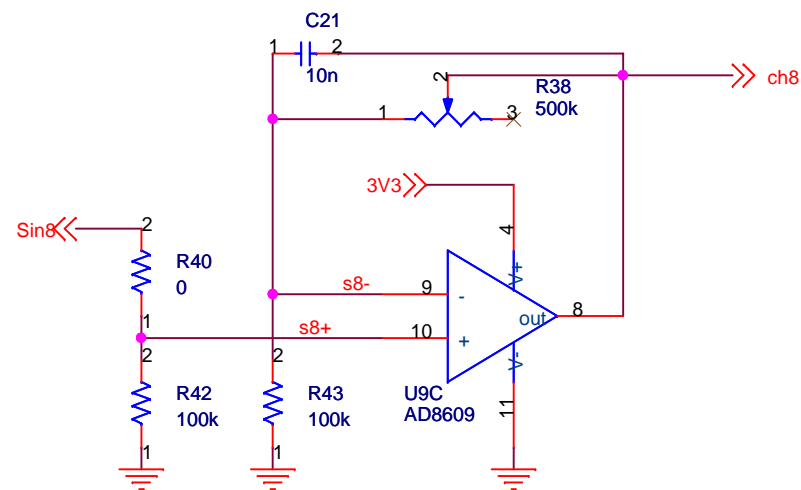 C21
1
2
10n
2
R38
500k
1
3
ch8
3V3
4
Sin8
2
R40
0
1
s8-
9
-
V+
out
8
s8+
10
+
V-
2
R42
100k
1
2
R43
100k
1
U9C
AD8609
11